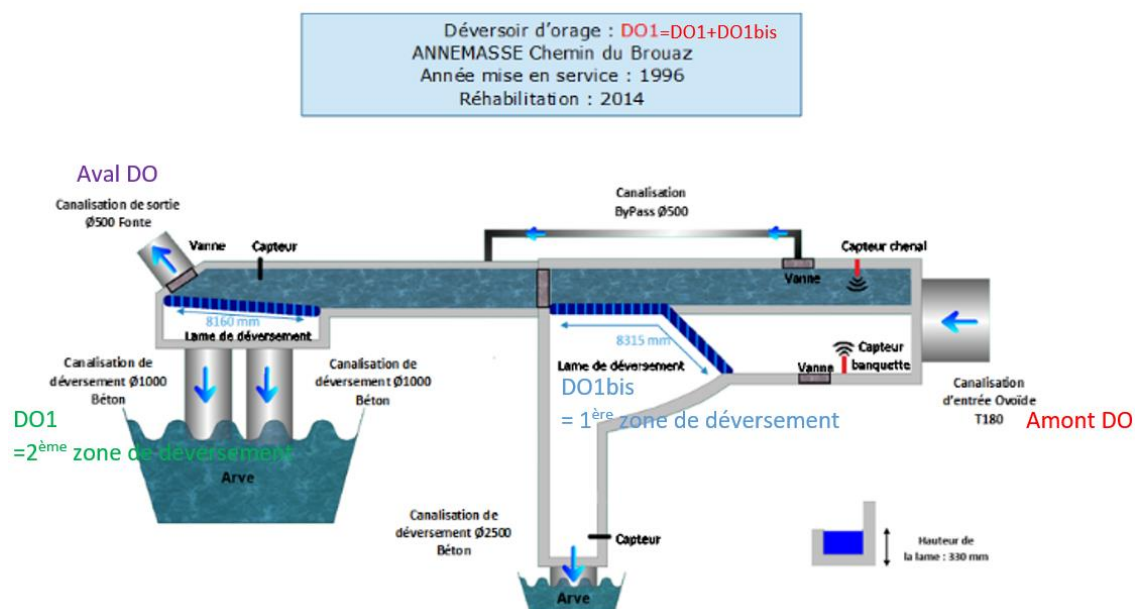 Déversoir d'orage : DO1=DO1+DO1bis
ANNEMASSE Chemin du Brouaz
Année mise en service : 1996
Réhabilitation : 2014
Aval DO
Canalisation de sortie
Ø500 Fonte
Vanne
Capteur
Canalisation
ByPass Ø500
Capteur chenal
Vanne
8160 mm
Lame de déversement
8315 mm
Lame de déversement
Capteur
banquette
Vanne
Canalisation de
déversement Ø1000
Béton
Canalisation de
déversement Ø1000
Béton
DO1bis
= 1ère zone de déversement
Canalisation
d'entrée Ovoïde
T180
Amont DO
DO1
=2ème zone de déversement
Arve
Canalisation de
déversement Ø2500
Béton
Capteur
Hauteur de
la lame : 330 mm
Arve